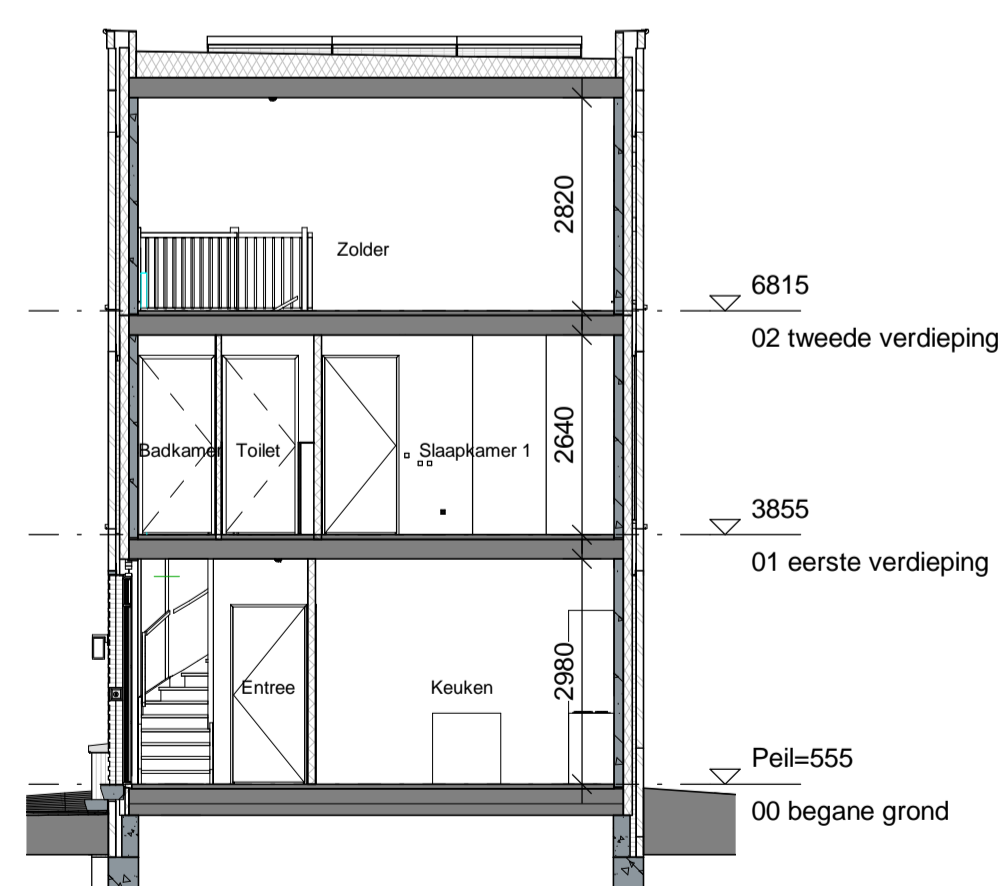 2820
Zolder
6815
02 tweede verdieping
Badkamer
Toilet
Slaapkamer 1
2640
3855
01 eerste verdieping
Entree
Keuken
2980
Peil=555
00 begane grond